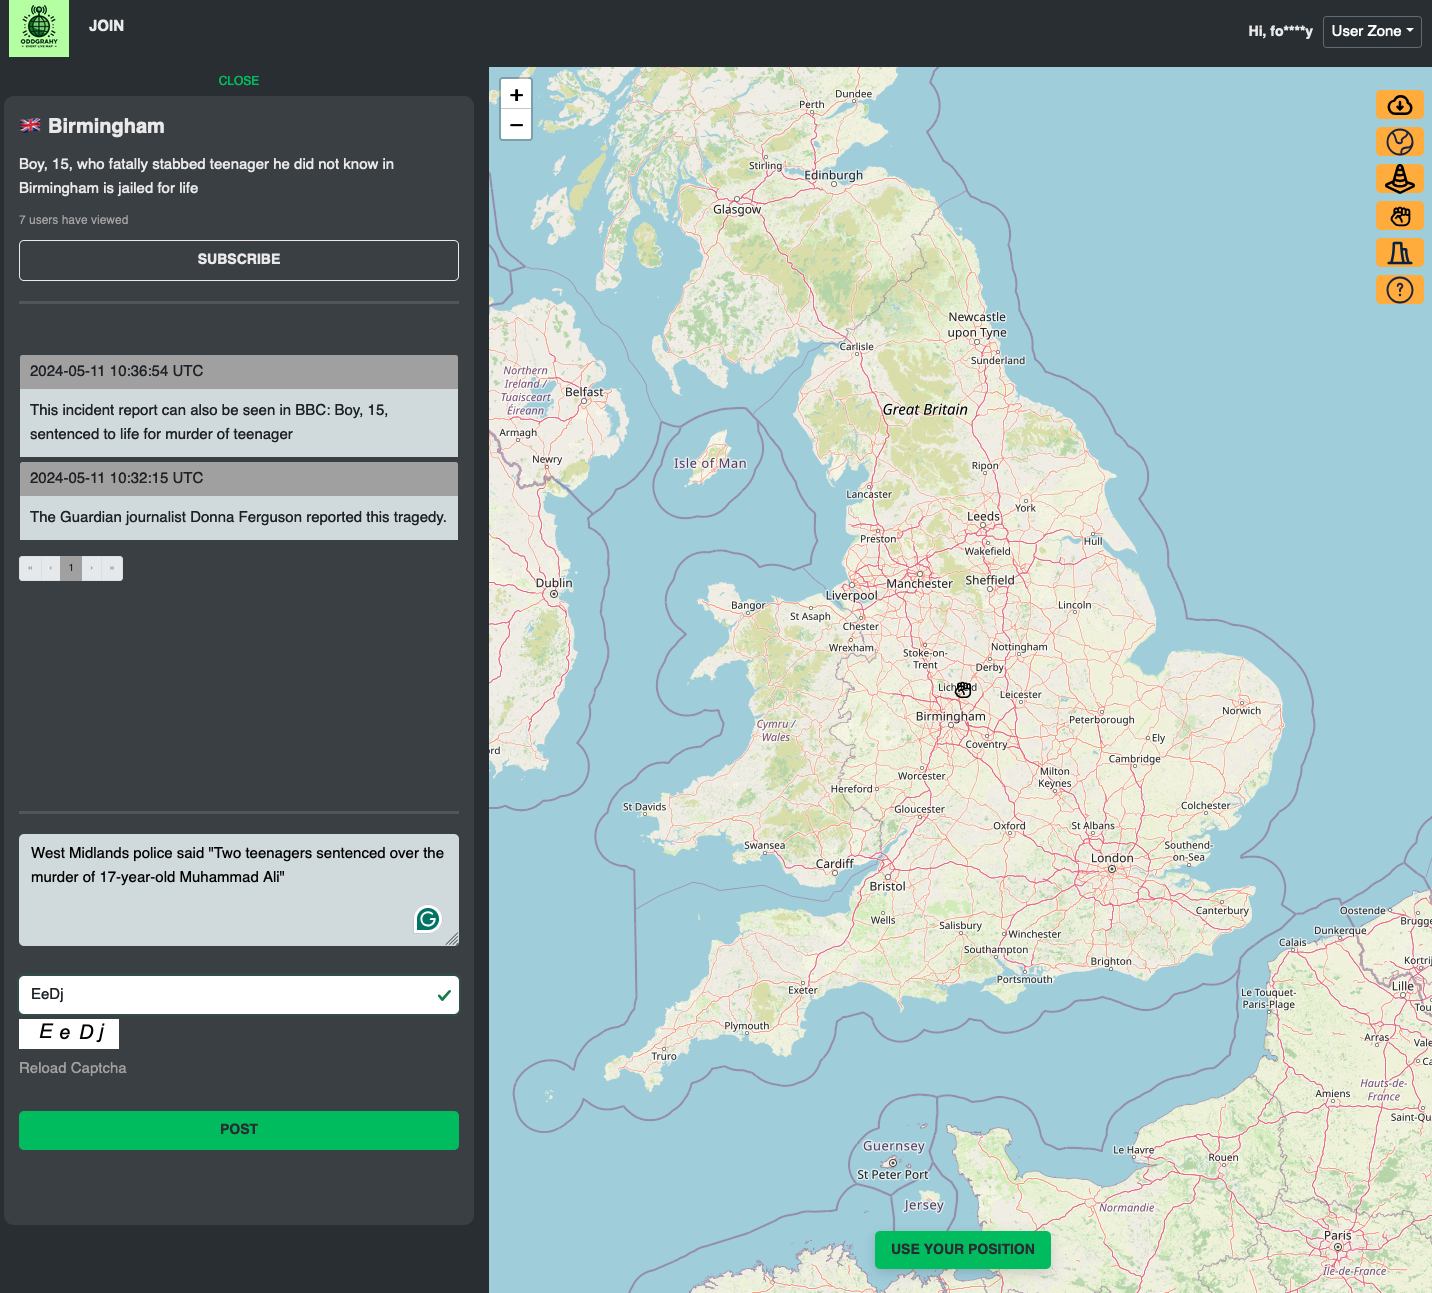 ODDGRAHY
EVENT LIVE MAP
JOIN
Hi, fo****y
User Zone
CLOSE
Birmingham
Boy, 15, who fatally stabbed teenager he did not know in
Birmingham is jailed for life
7 users have viewed
SUBSCRIBE
2024-05-11 10:36:54 UTC
This incident report can also be seen in BBC: Boy, 15,
sentenced to life for murder of teenager
2024-05-11 10:32:15 UTC
The Guardian journalist Donna Ferguson reported this tragedy.
« ‹ 1 › »
West Midlands police said "Two teenagers sentenced over the
murder of 17-year-old Muhammad Ali"
EeDj
E e D j
Reload Captcha
POST
+
−
Dundee
Perth
Stirling
Edinburgh
Glasgow
Newcastle
upon Tyne
Carlisle
Sunderland
Northern
Ireland /
Tuaisceart
Éireann
Belfast
Great Britain
Armagh
Newry
Isle of Man
Ripon
Lancaster
York
Leeds
Preston
Hull
Wakefield
Dublin
Manchester
Sheffield
Liverpool
Bangor
St Asaph
Lincoln
Chester
Wrexham
Nottingham
Stoke-on-
Trent
Derby
Leicester
Birmingham
Norwich
Peterborough
Cymru /
Wales
Ely
Coventry
rd
Cambridge
Worcester
Milton
Keynes
Hereford
St Davids
Gloucester
Colchester
Oxford
St Albans
Swansea
Southend-
on-Sea
Cardiff
London
Bristol
Canterbury
Wells
Salisbury
Winchester
Oostende
Brugge
Dunkerque
Calais
Southampton
Brighton
Portsmouth
Kortrij
Exeter
Lille
Le Touquet-
Paris-Plage
Tou
Plymouth
Arras
Vale
Truro
Ca
Hauts-de-
France
Amiens
Saint-Qu
Guernsey
Le Havre
Rouen
St Peter Port
Jersey
Normandie
Paris
Île-de-France
USE YOUR POSITION
?